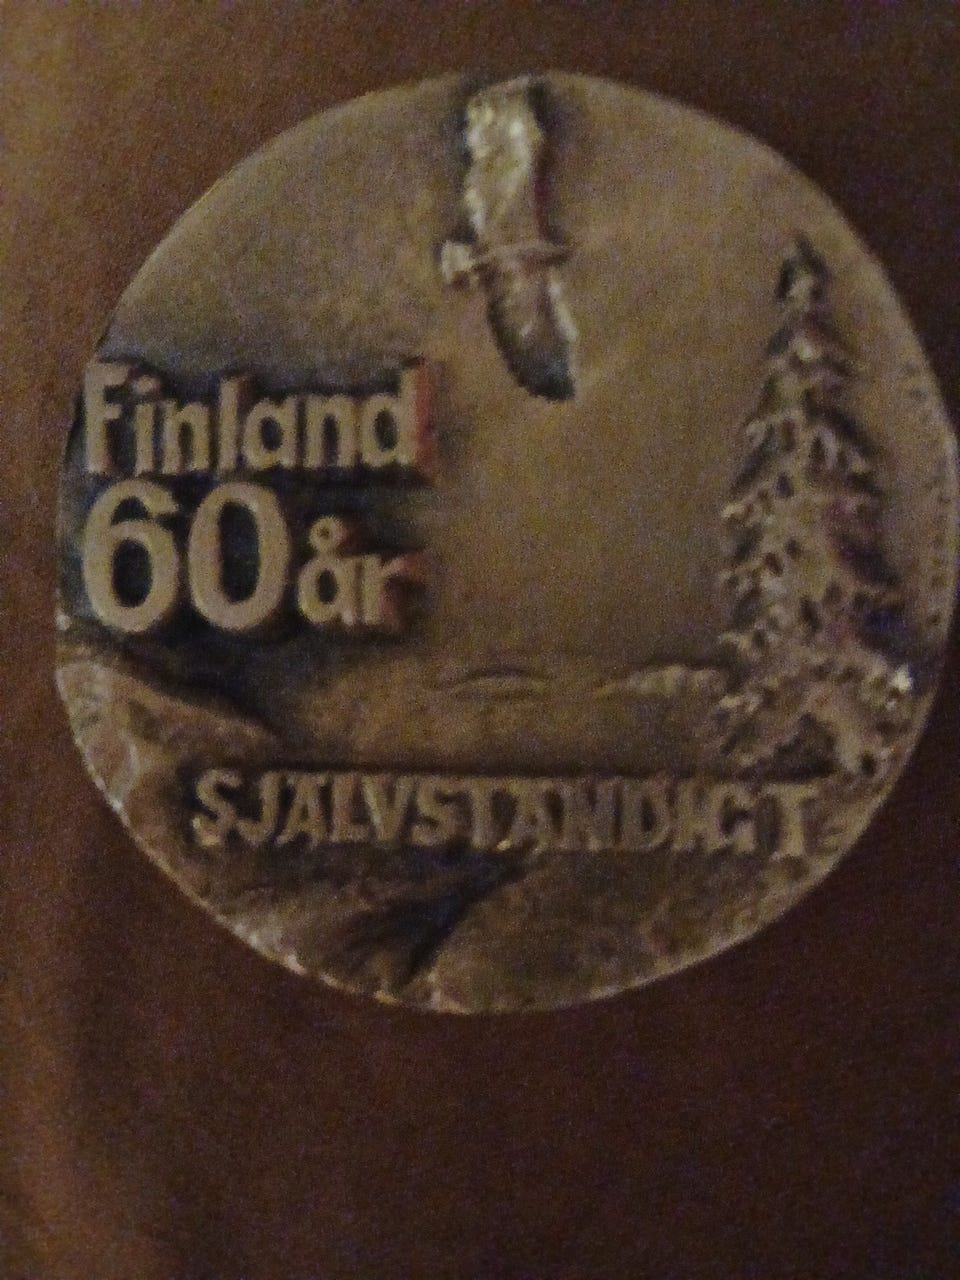 Finland
60 år
SJÄLVSTÄNDIGT